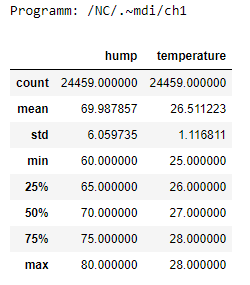 Programm: /NC/.~mdi/ch1
hump temperature
count 24459.000000 24459.000000
mean 69.987857 26.511223
std 6.059735 1.116811
min 60.000000 25.000000
25% 65.000000 26.000000
50% 70.000000 27.000000
75% 75.000000 28.000000
max 80.000000 28.000000